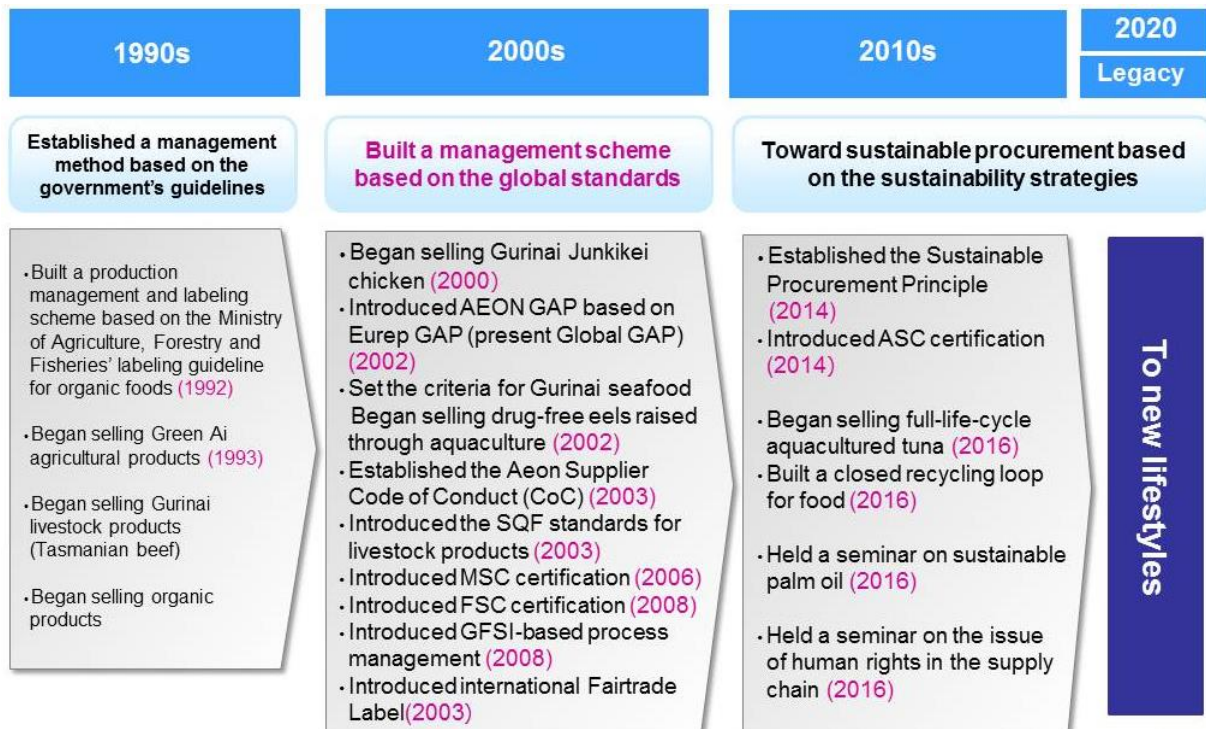 1990s
2000s
2010s
2020
Legacy
Established a management
method based on the
government's guidelines
Built a management scheme
based on the global standards
Toward sustainable procurement based
on the sustainability strategies
・Built a production
management and labeling
scheme based on the Ministry
of Agriculture, Forestry and
Fisheries' labeling guideline
for organic foods (1992)
・Began selling Green Ai
agricultural products (1993)
・Began selling Gurinai
livestock products
(Tasmanian beef)
・Began selling organic
products
・Began selling Gurinai Junkikei
chicken (2000)
・Introduced AEON GAP based on
Eurep GAP (present Global GAP)
(2002)
・Set the criteria for Gurinai seafood
Began selling drug-free eels raised
through aquaculture (2002)
・Established the Aeon Supplier
Code of Conduct (CoC) (2003)
・Introduced the SQF standards for
livestock products (2003)
・Introduced MSC certification (2006)
・Introduced FSC certification (2008)
・Introduced GFSI-based process
management (2008)
・Introduced international Fairtrade
Label(2003)
・Established the Sustainable
Procurement Principle
(2014)
・Introduced ASC certification
(2014)
・Began selling full-life-cycle
aquacultured tuna (2016)
・Built a closed recycling loop
for food (2016)
・Held a seminar on sustainable
palm oil (2016)
・Held a seminar on the issue
of human rights in the supply
chain (2016)
To new lifestyles